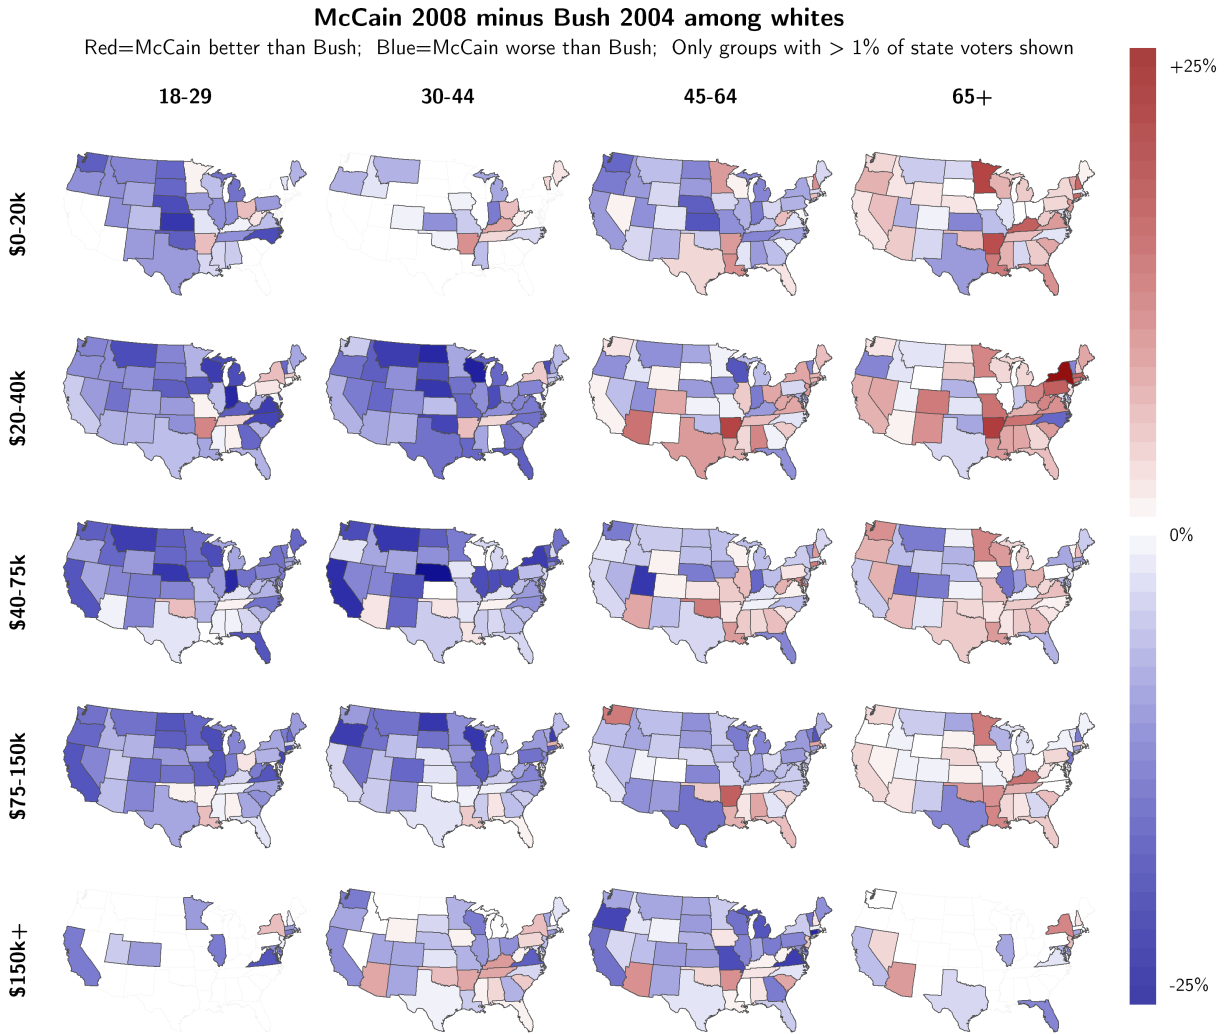 McCain 2008 minus Bush 2004 among whites
Red=McCain better than Bush; Blue=McCain worse than Bush; Only groups with > 1% of state voters shown
18-29 30-44 45-64 65+
+25%
$0-20k
$20-40k
0%
$40-75k
$75-150k
$150k+
-25%